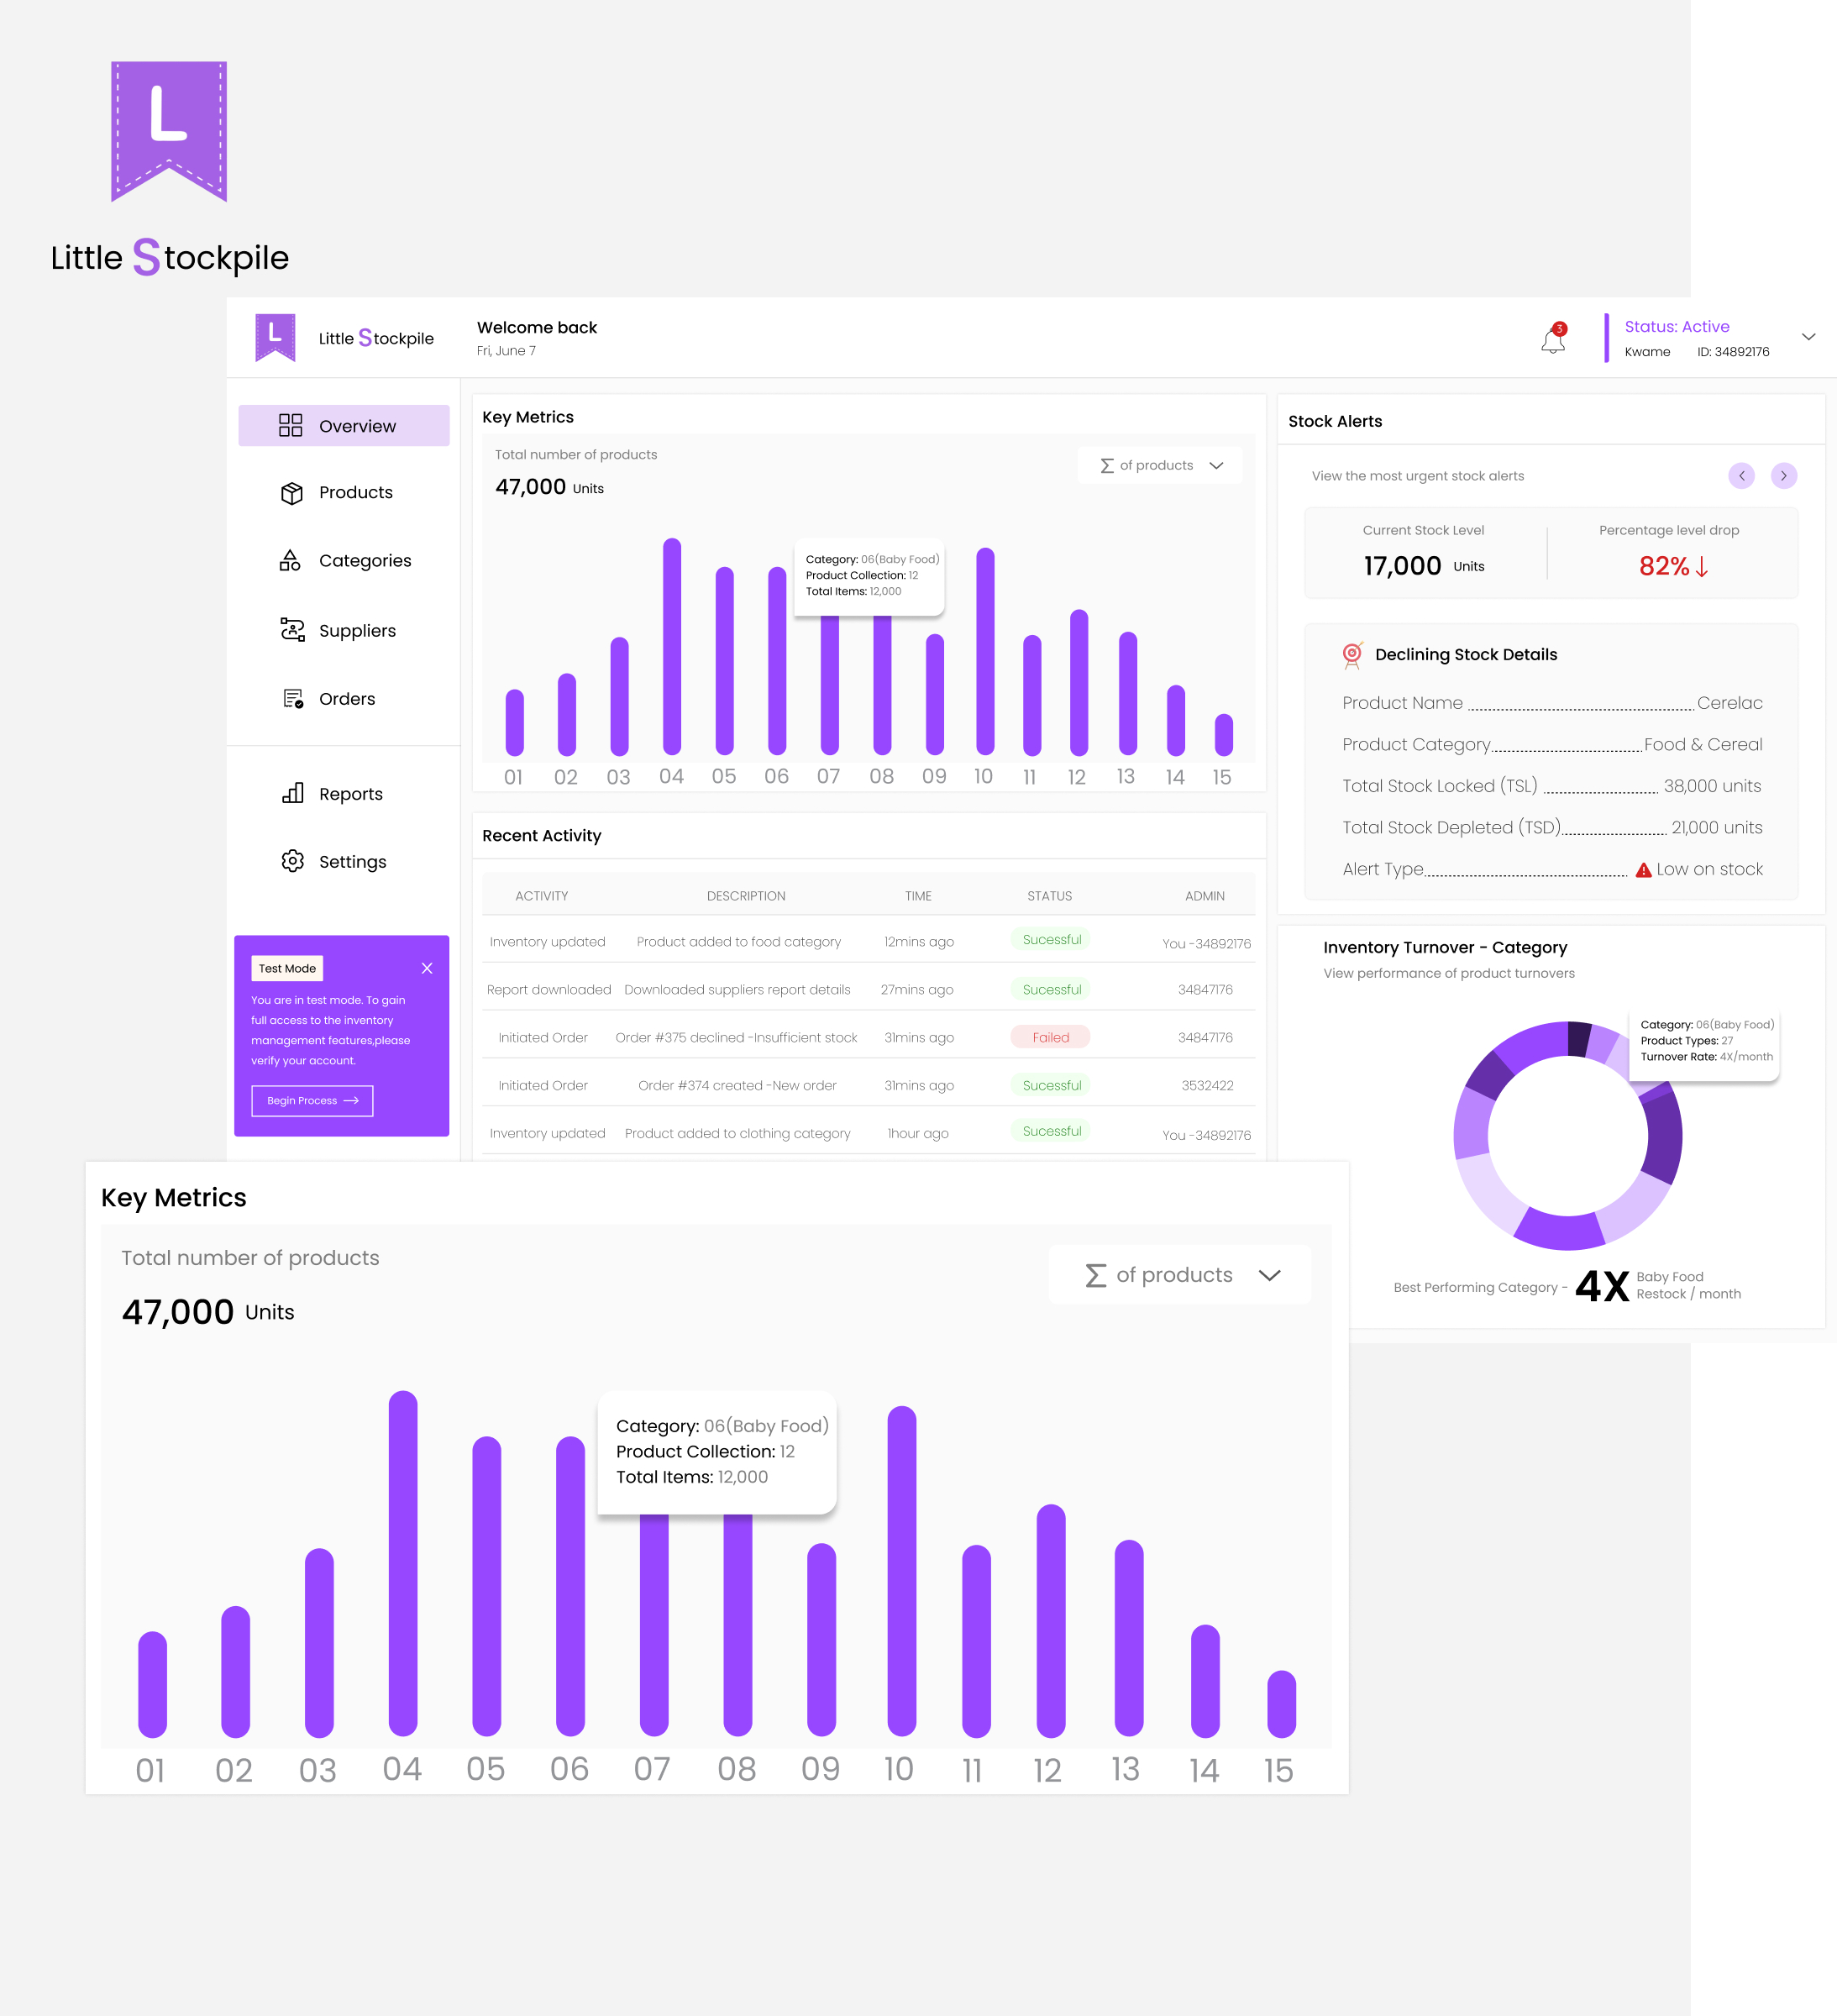 L
Little Stockpile
L
Little Stockpile
Welcome back
Fri, June 7
3
Status: Active
Kwame ID: 34892176
Overview
Products
Categories
Suppliers
Orders
Reports
Settings
Test Mode
You are in test mode. To gain
full access to the inventory
management features,please
verify your account.
Begin Process
Key Metrics
Total number of products
47,000 Units
Σ of products
Category: 06(Baby Food)
Product Collection: 12
Total Items: 12,000
01 02 03 04 05 06 07 08 09 10 11 12 13 14 15
Recent Activity
ACTIVITY DESCRIPTION TIME STATUS ADMIN
Inventory updated Product added to food category 12mins ago Sucessful You -34892176
Report downloaded Downloaded suppliers report details 27mins ago Sucessful 34847176
Initiated Order Order #375 declined -Insufficient stock 31mins ago Failed 34847176
Initiated Order Order #374 created -New order 31mins ago Sucessful 3532422
Inventory updated Product added to clothing category 1hour ago Sucessful You -34892176
Stock Alerts
View the most urgent stock alerts
Current Stock Level Percentage level drop
17,000 Units 82%
Declining Stock Details
Product Name Cerelac
Product Category Food & Cereal
Total Stock Locked (TSL) 38,000 units
Total Stock Depleted (TSD) 21,000 units
Alert Type Low on stock
Inventory Turnover - Category
View performance of product turnovers
Category: 06(Baby Food)
Product Types: 27
Turnover Rate: 4X/month
Best Performing Category - 4X Baby Food
Restock / month
Key Metrics
Total number of products
47,000 Units
Σ of products
Category: 06(Baby Food)
Product Collection: 12
Total Items: 12,000
01 02 03 04 05 06 07 08 09 10 11 12 13 14 15